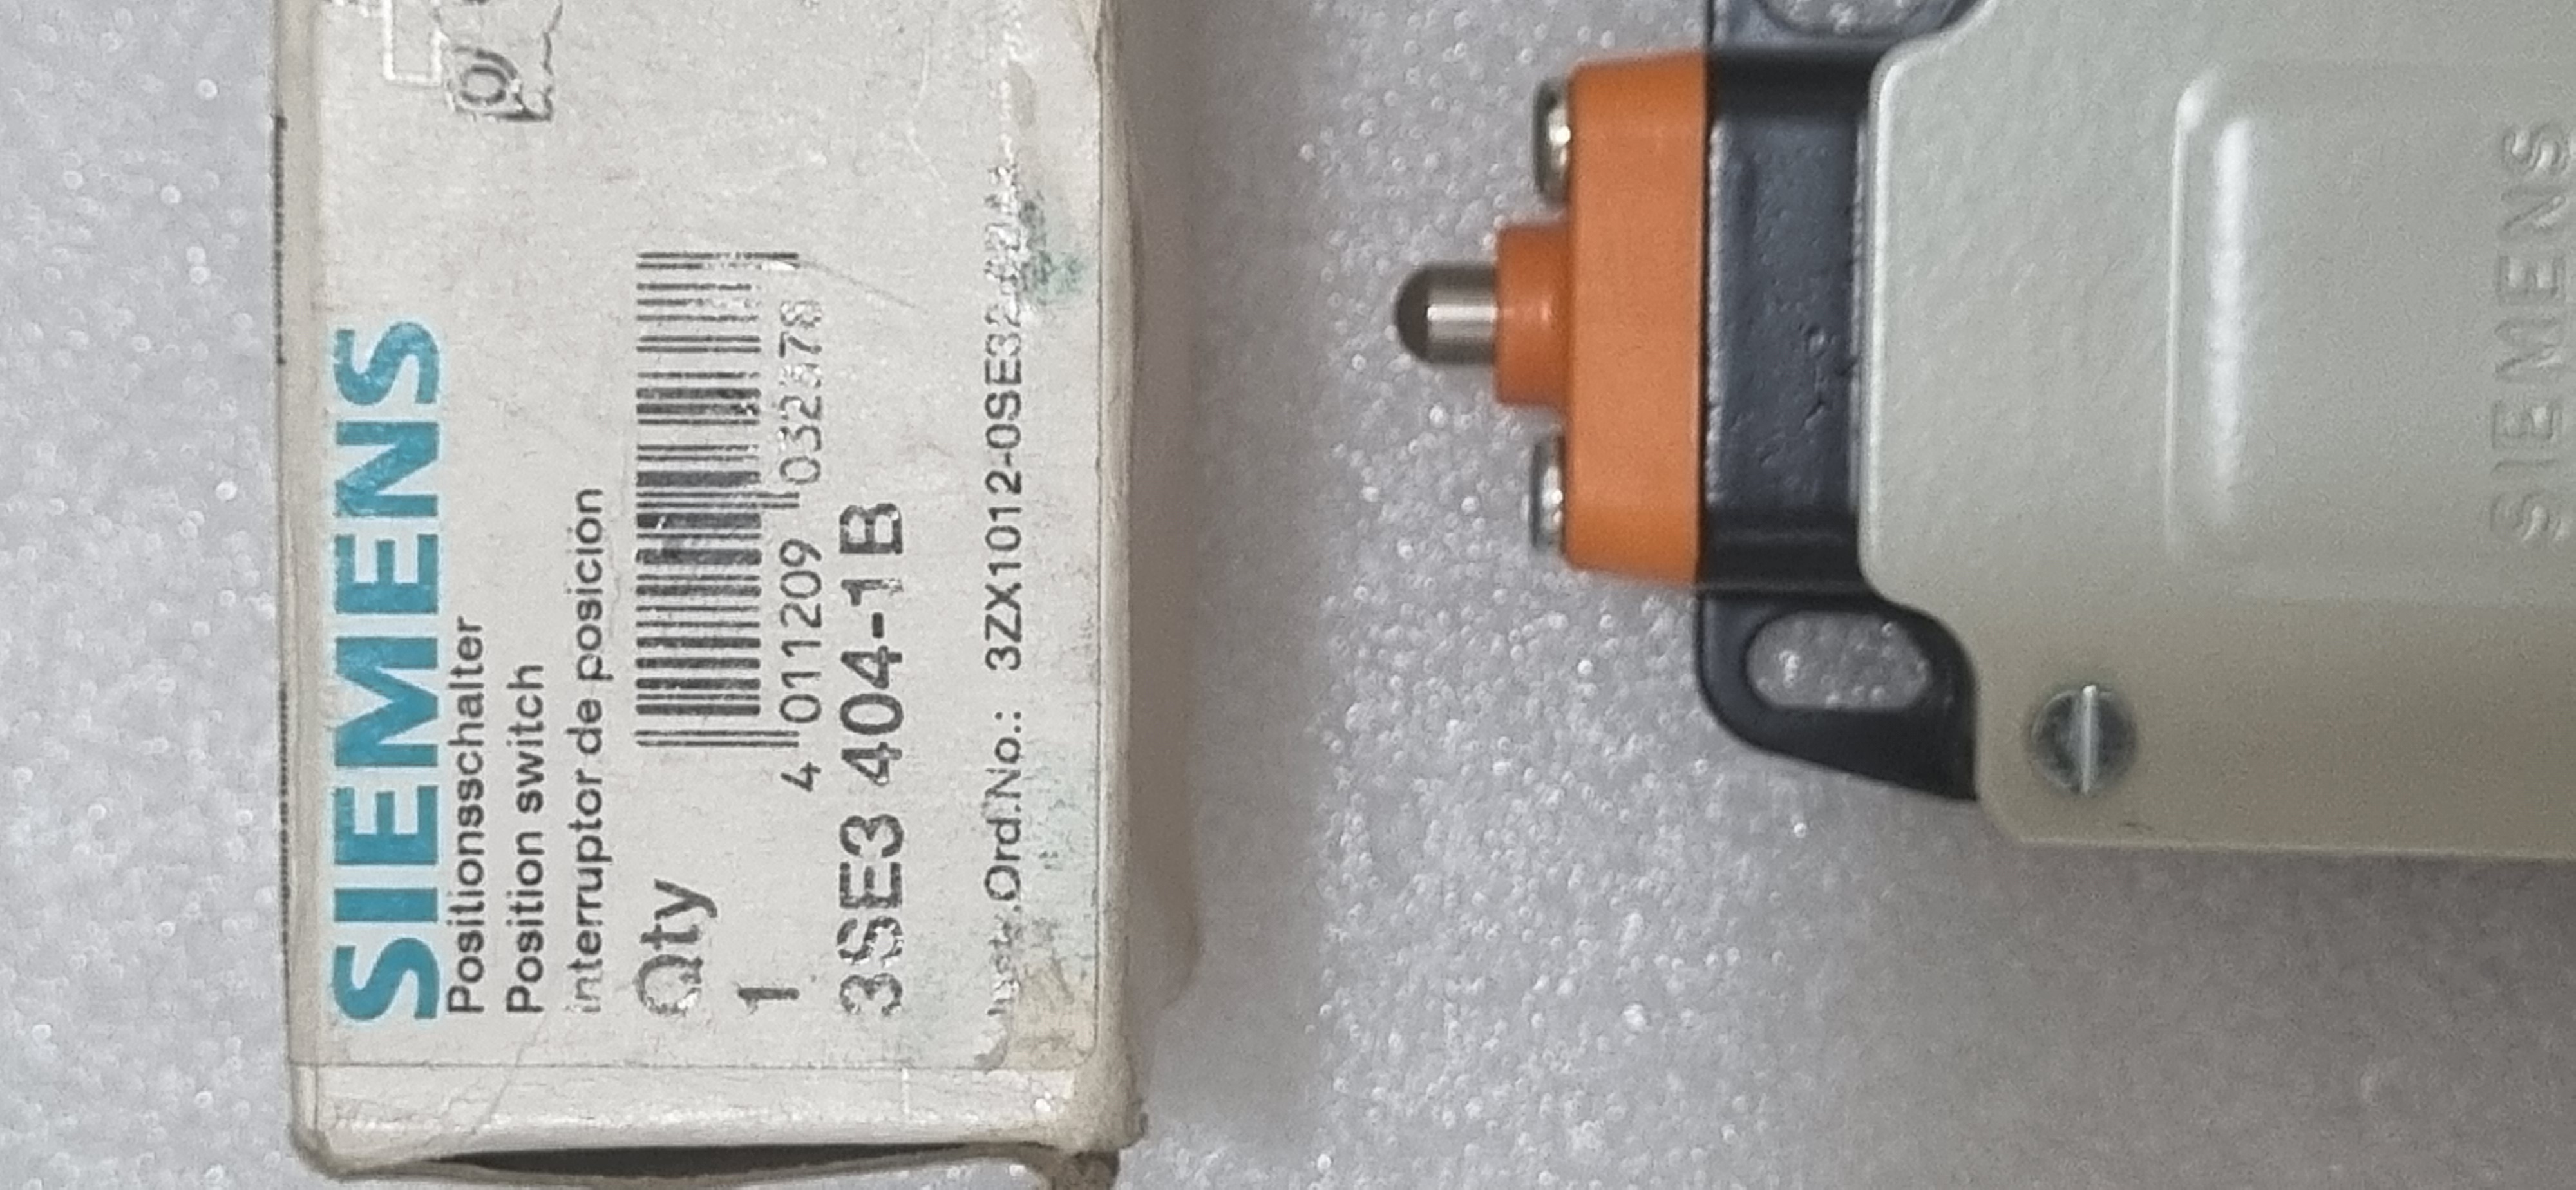 SIEMENS
Positionsschalter
Position switch
interruptor de posición
Qty
1
4 011209 032878
3SE3 404-1B
Ord.No.: 3ZX1012-0SE32
SIEMENS